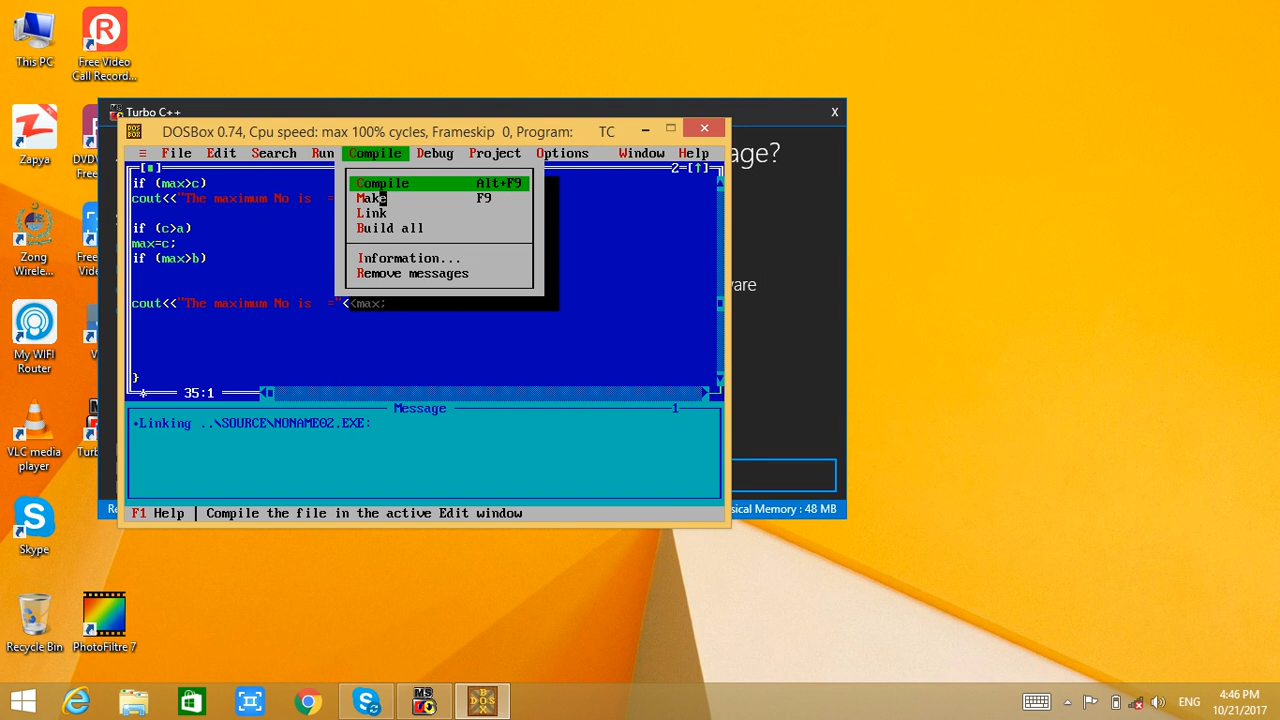 This PC
Free Video
Call Record...
Zapya
DVD
Free
Zong
Wirele...
Free
Vide
My WIFI
Router
V
VLC media
player
Turb
Skype
Recycle Bin
PhotoFiltre 7
Turbo C++
X
age?
ware
sical Memory : 48 MB
Re
DOSBox 0.74, Cpu speed: max 100% cycles, Frameskip 0, Program: TC
≡ File Edit Search Run Compile Debug Project Options Window Help
2=[↑]
if (max>c)
cout<<"The maximum No is =
if (c>a)
max=c;
if (max>b)
cout<<"The maximum No is ="<<max;
}
35:1
Compile Alt+F9
Make F9
Link
Build all
Information...
Remove messages
Message 1
•Linking ..\SOURCE\NONAME02.EXE:
F1 Help | Compile the file in the active Edit window
ENG
4:46 PM
10/21/2017